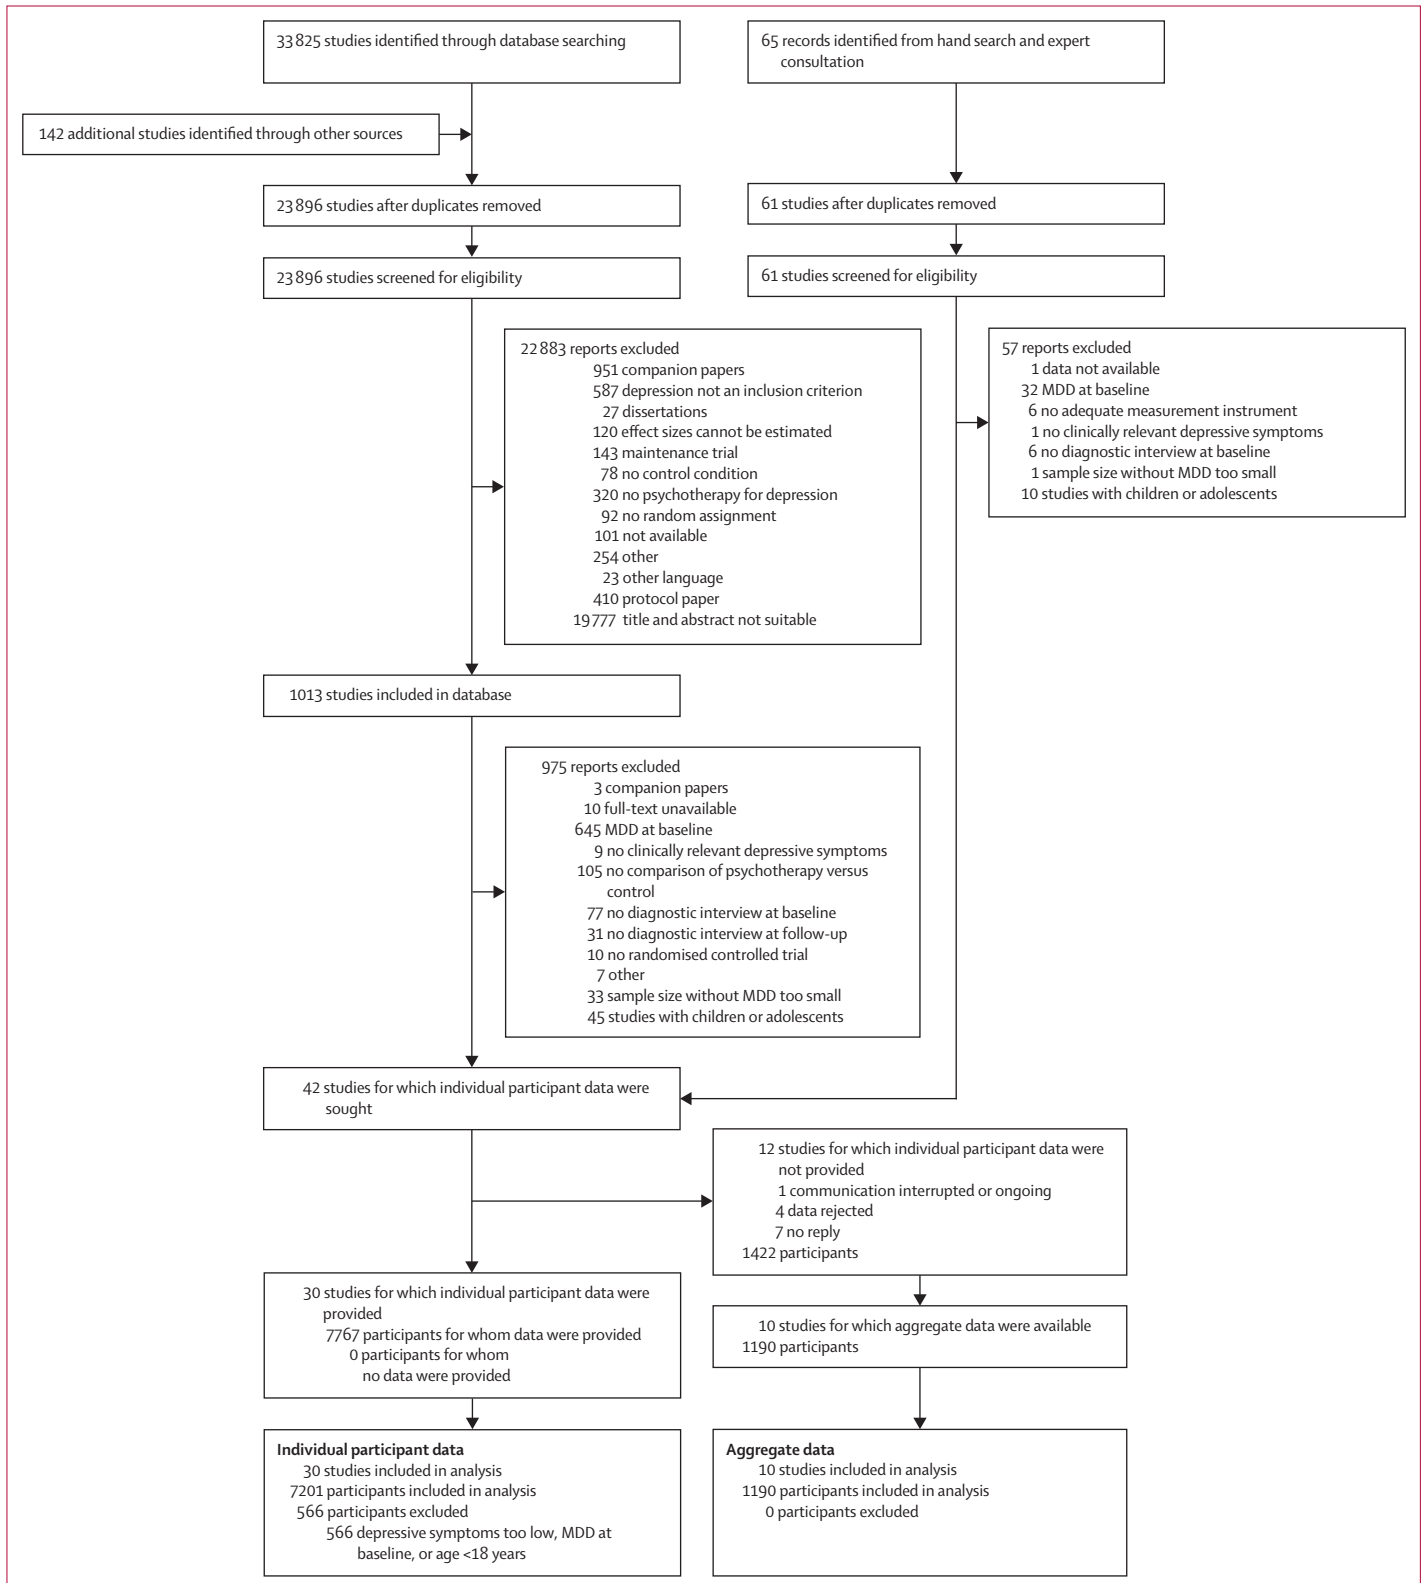 33 825 studies identified through database searching
65 records identified from hand search and expert
consultation
142 additional studies identified through other sources
23 896 studies after duplicates removed
61 studies after duplicates removed
23 896 studies screened for eligibility
61 studies screened for eligibility
22 883 reports excluded
951 companion papers
587 depression not an inclusion criterion
27 dissertations
120 effect sizes cannot be estimated
143 maintenance trial
78 no control condition
320 no psychotherapy for depression
92 no random assignment
101 not available
254 other
23 other language
410 protocol paper
19 777 title and abstract not suitable
57 reports excluded
1 data not available
32 MDD at baseline
6 no adequate measurement instrument
1 no clinically relevant depressive symptoms
6 no diagnostic interview at baseline
1 sample size without MDD too small
10 studies with children or adolescents
1013 studies included in database
975 reports excluded
3 companion papers
10 full-text unavailable
645 MDD at baseline
9 no clinically relevant depressive symptoms
105 no comparison of psychotherapy versus
control
77 no diagnostic interview at baseline
31 no diagnostic interview at follow-up
10 no randomised controlled trial
7 other
33 sample size without MDD too small
45 studies with children or adolescents
42 studies for which individual participant data were
sought
12 studies for which individual participant data were
not provided
1 communication interrupted or ongoing
4 data rejected
7 no reply
1422 participants
30 studies for which individual participant data were
provided
7767 participants for whom data were provided
0 participants for whom
no data were provided
10 studies for which aggregate data were available
1190 participants
Individual participant data
30 studies included in analysis
7201 participants included in analysis
566 participants excluded
566 depressive symptoms too low, MDD at
baseline, or age <18 years
Aggregate data
10 studies included in analysis
1190 participants included in analysis
0 participants excluded